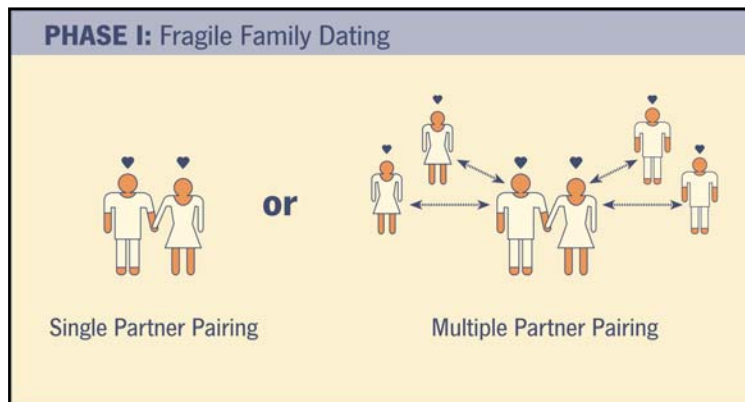 PHASE I: Fragile Family Dating
or
Single Partner Pairing
Multiple Partner Pairing